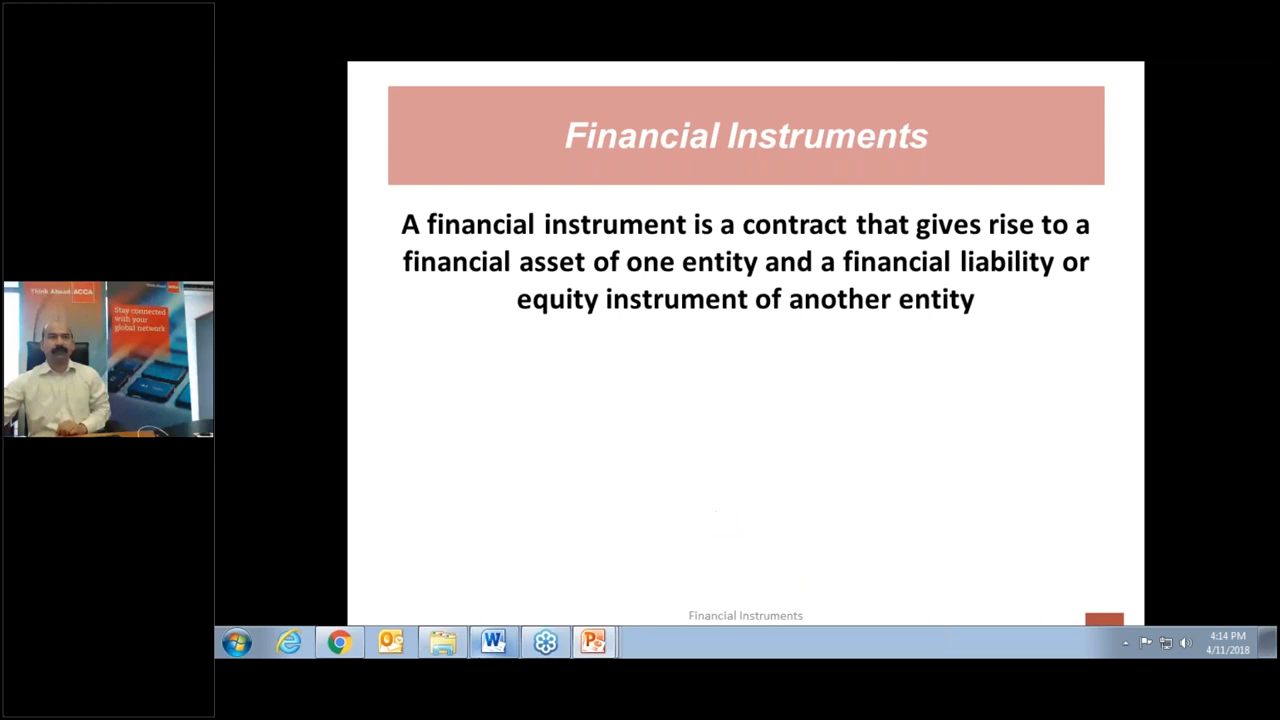 Financial Instruments
A financial instrument is a contract that gives rise to a
financial asset of one entity and a financial liability or
equity instrument of another entity
Think Ahead ACCA
Stay connected
with your
global network
Financial Instruments
4:14 PM
4/11/2018